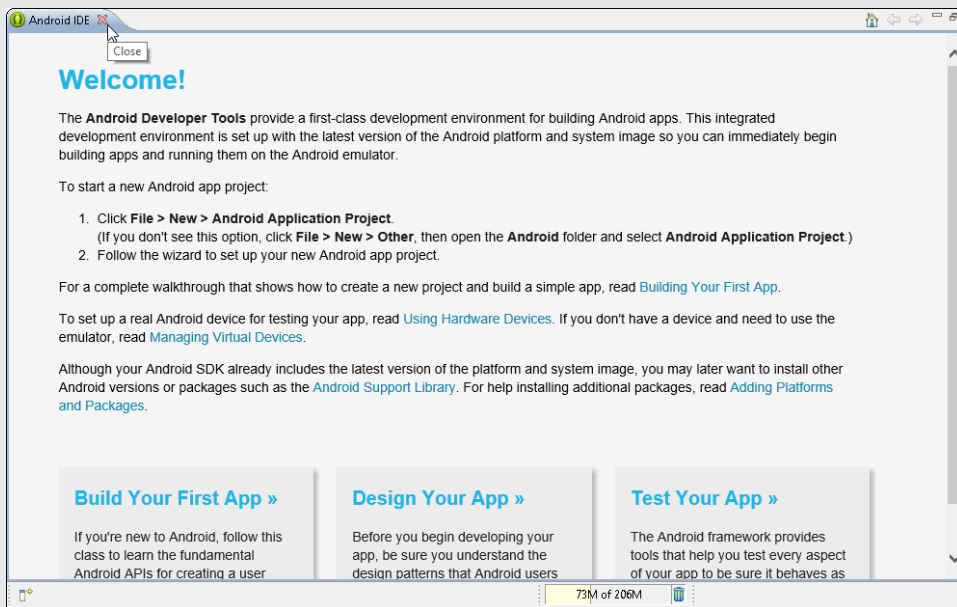 Android IDE
Close
Welcome!
The Android Developer Tools provide a first-class development environment for building Android apps. This integrated
development environment is set up with the latest version of the Android platform and system image so you can immediately begin
building apps and running them on the Android emulator.
To start a new Android app project:
1. Click File > New > Android Application Project.
(If you don't see this option, click File > New > Other, then open the Android folder and select Android Application Project.)
2. Follow the wizard to set up your new Android app project.
For a complete walkthrough that shows how to create a new project and build a simple app, read Building Your First App.
To set up a real Android device for testing your app, read Using Hardware Devices. If you don't have a device and need to use the
emulator, read Managing Virtual Devices.
Although your Android SDK already includes the latest version of the platform and system image, you may later want to install other
Android versions or packages such as the Android Support Library. For help installing additional packages, read Adding Platforms
and Packages.
Build Your First App »
If you're new to Android, follow this
class to learn the fundamental
Android APIs for creating a user
Design Your App »
Before you begin developing your
app, be sure you understand the
design patterns that Android users
Test Your App »
The Android framework provides
tools that help you test every aspect
of your app to be sure it behaves as
73M of 206M